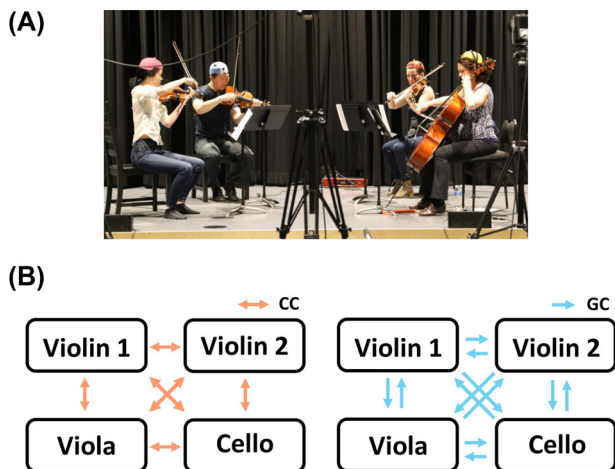 (A)
(B)
CC
GC
Violin 1
Violin 2
Violin 1
Violin 2
Viola
Cello
Viola
Cello